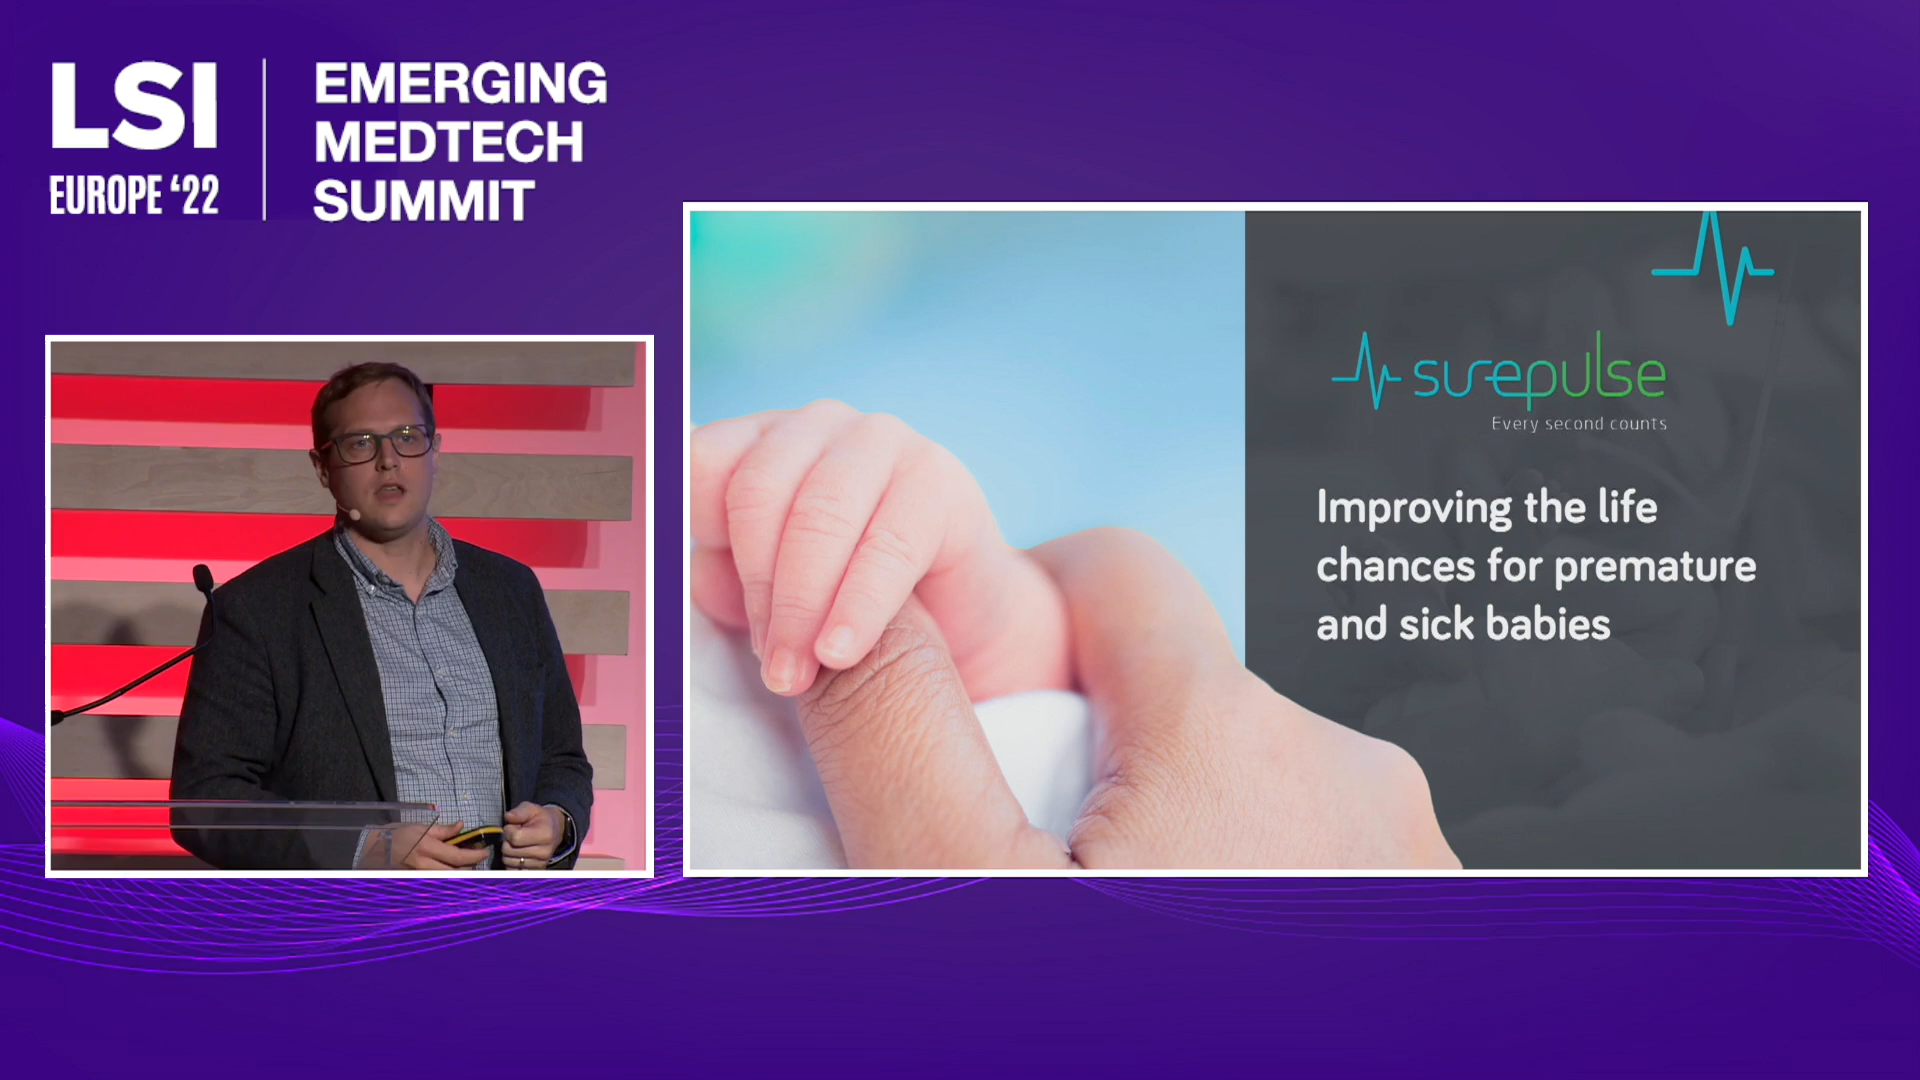 LSI
EUROPE ‘22
EMERGING
MEDTECH
SUMMIT
surepulse
Every second counts
Improving the life
chances for premature
and sick babies